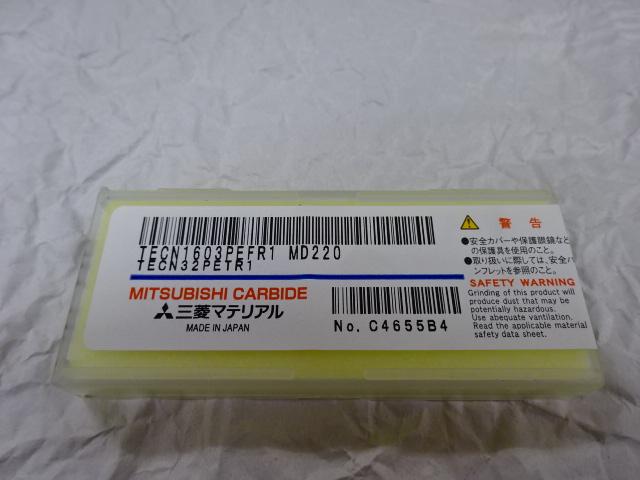 TECN1603PEFR1 MD220
TECN32PETR1
MITSUBISHI CARBIDE
三菱マテリアル
MADE IN JAPAN
No. C4655B4
警告
●安全カバーや保護眼鏡など
の保護具を使用のこと。
●取り扱いに際しては、安全パ
ンフレットを参照のこと。
SAFETY WARNING
Grinding of this product will
produce dust that may be
potentially hazardous.
Use abequate vantilation.
Read the applicable material
safety data sheet.